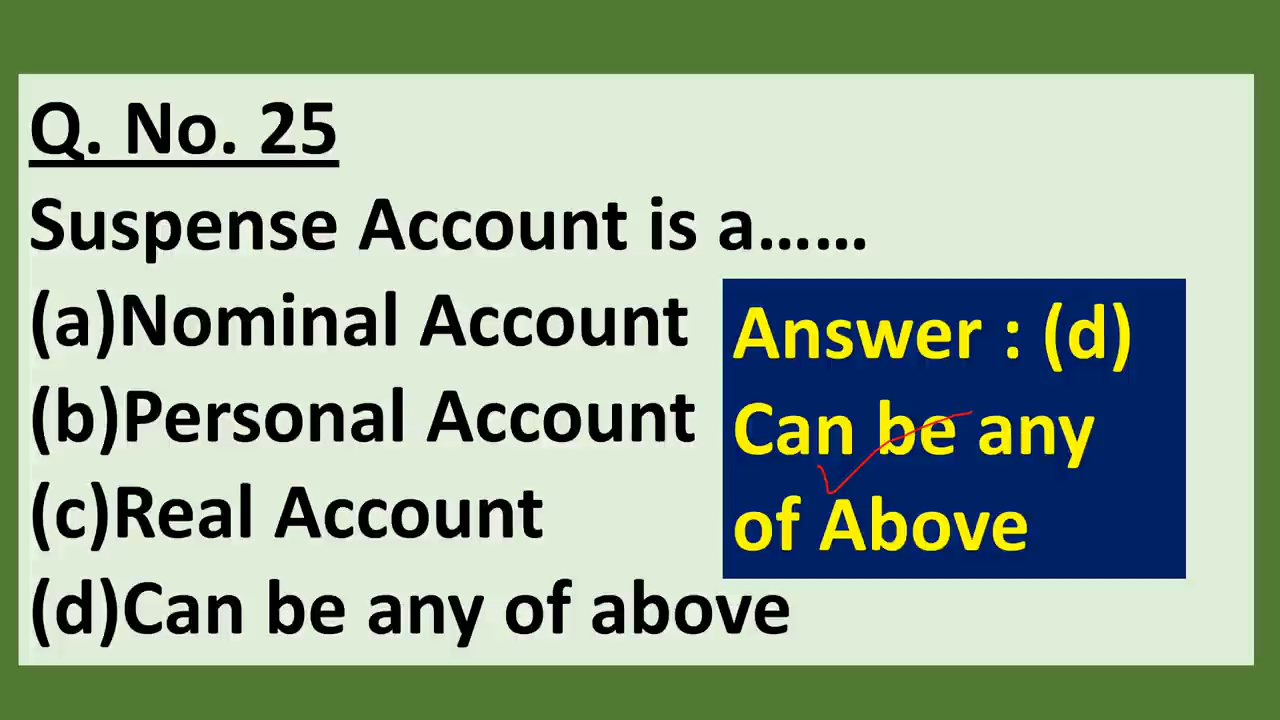 Q. No. 25
Suspense Account is a......
(a)Nominal Account
(b)Personal Account
(c)Real Account
(d)Can be any of above
Answer : (d)
Can be any
of Above